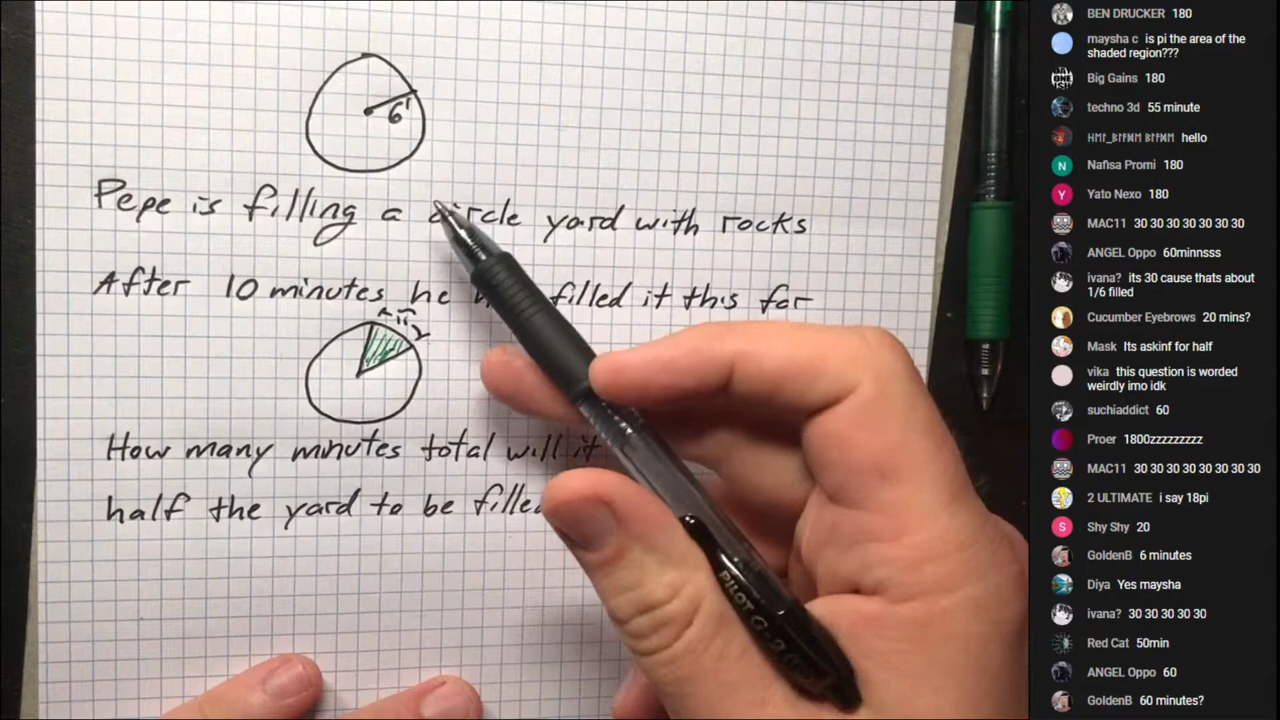 6'
Pepe is filling a circle yard with rocks
After 10 minutes he filled it this far
π
How many minutes total will it
half the yard to be filled
PILOT G-2
BEN DRUCKER 180
maysha c is pi the area of the
shaded region???
Big Gains 180
techno 3d 55 minute
hello
Nafisa Promi 180
Yato Nexo 180
MAC11 30 30 30 30 30 30 30
ANGEL Oppo 60minnsss
ivana? its 30 cause thats about
1/6 filled
Cucumber Eyebrows 20 mins?
Mask Its askinf for half
vika this question is worded
weirdly imo idk
suchiaddict 60
Proer 1800zzzzzzzzz
MAC11 30 30 30 30 30 30 30 30
2 ULTIMATE i say 18pi
Shy Shy 20
GoldenB 6 minutes
Diya Yes maysha
ivana? 30 30 30 30 30
Red Cat 50min
ANGEL Oppo 60
GoldenB 60 minutes?
N
Y
S